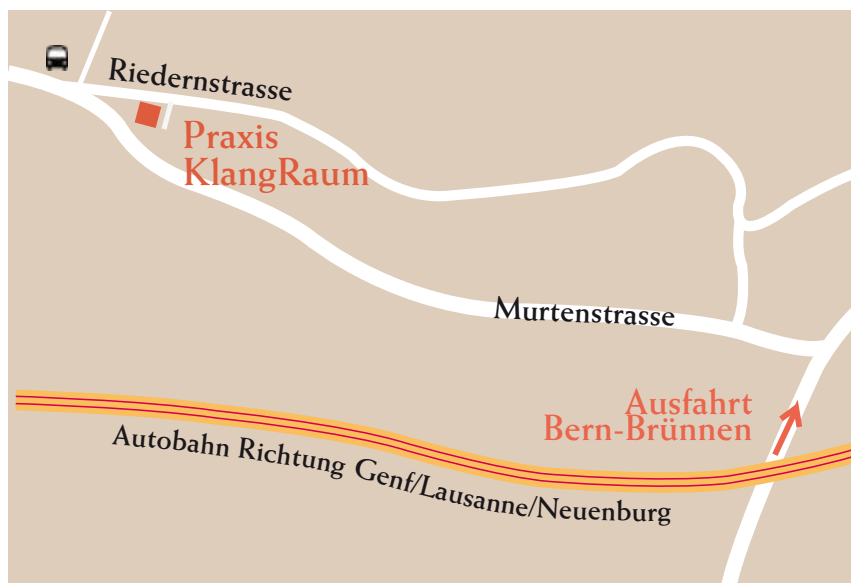 Riedernstrasse
Praxis
KlangRaum
Murtenstrasse
Ausfahrt
Bern-Brünnen
Autobahn Richtung Genf/Lausanne/Neuenburg